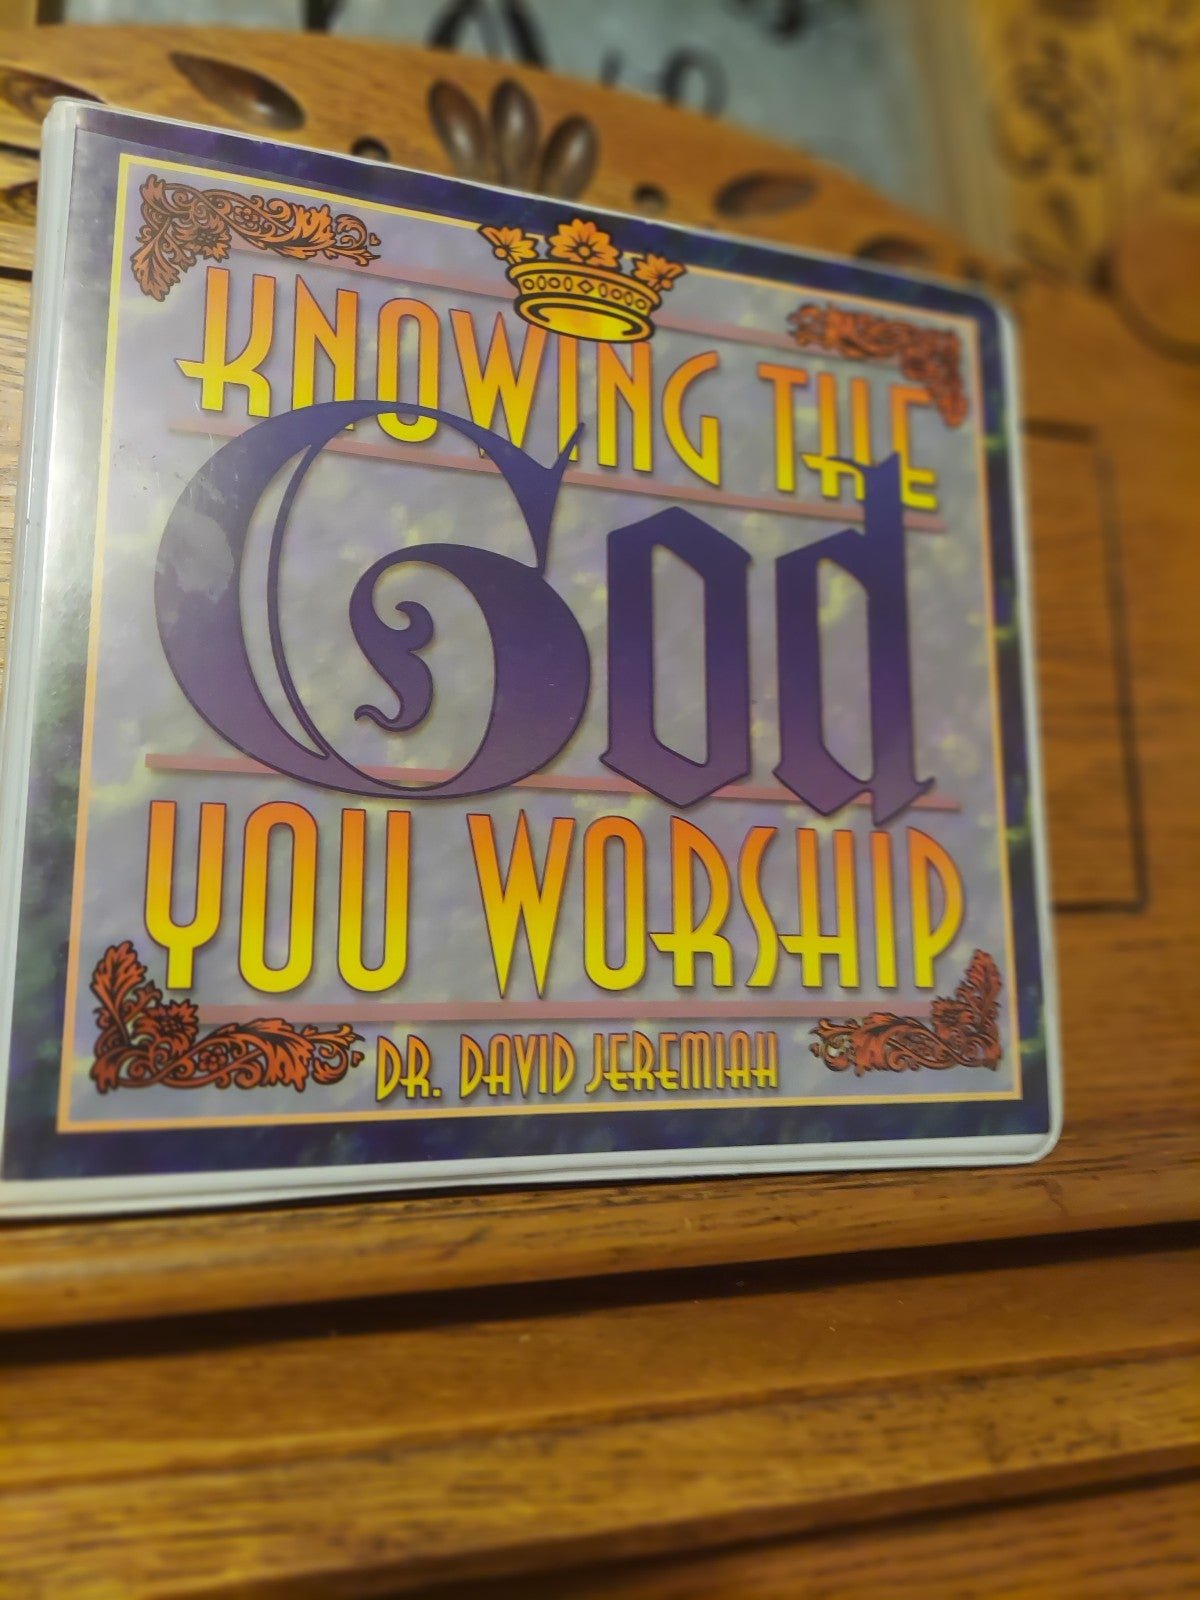 KNOWING THE
God
YOU WORSHIP
DR. DAVID JEREMIAH